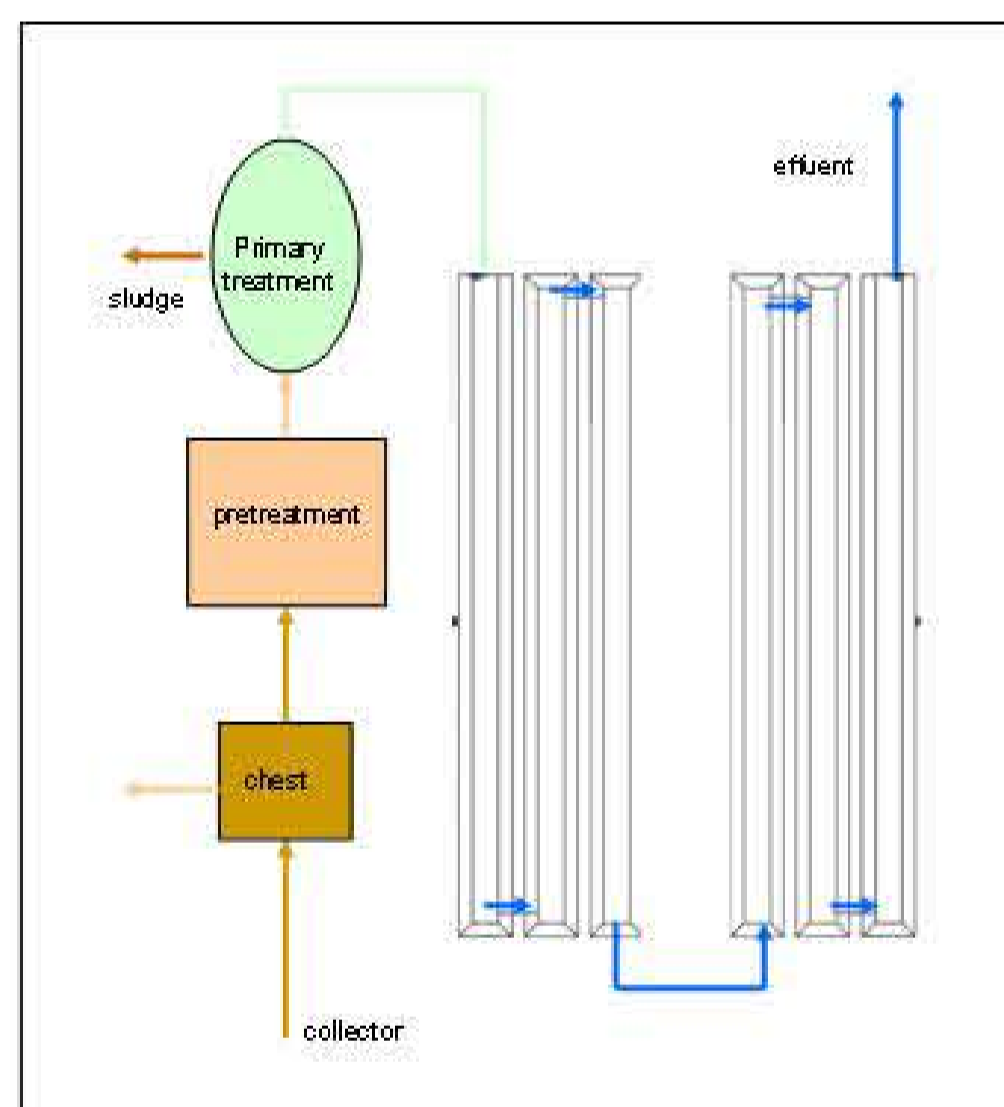 effluent
Primary
treatment
sludge
pretreatment
chest
collector